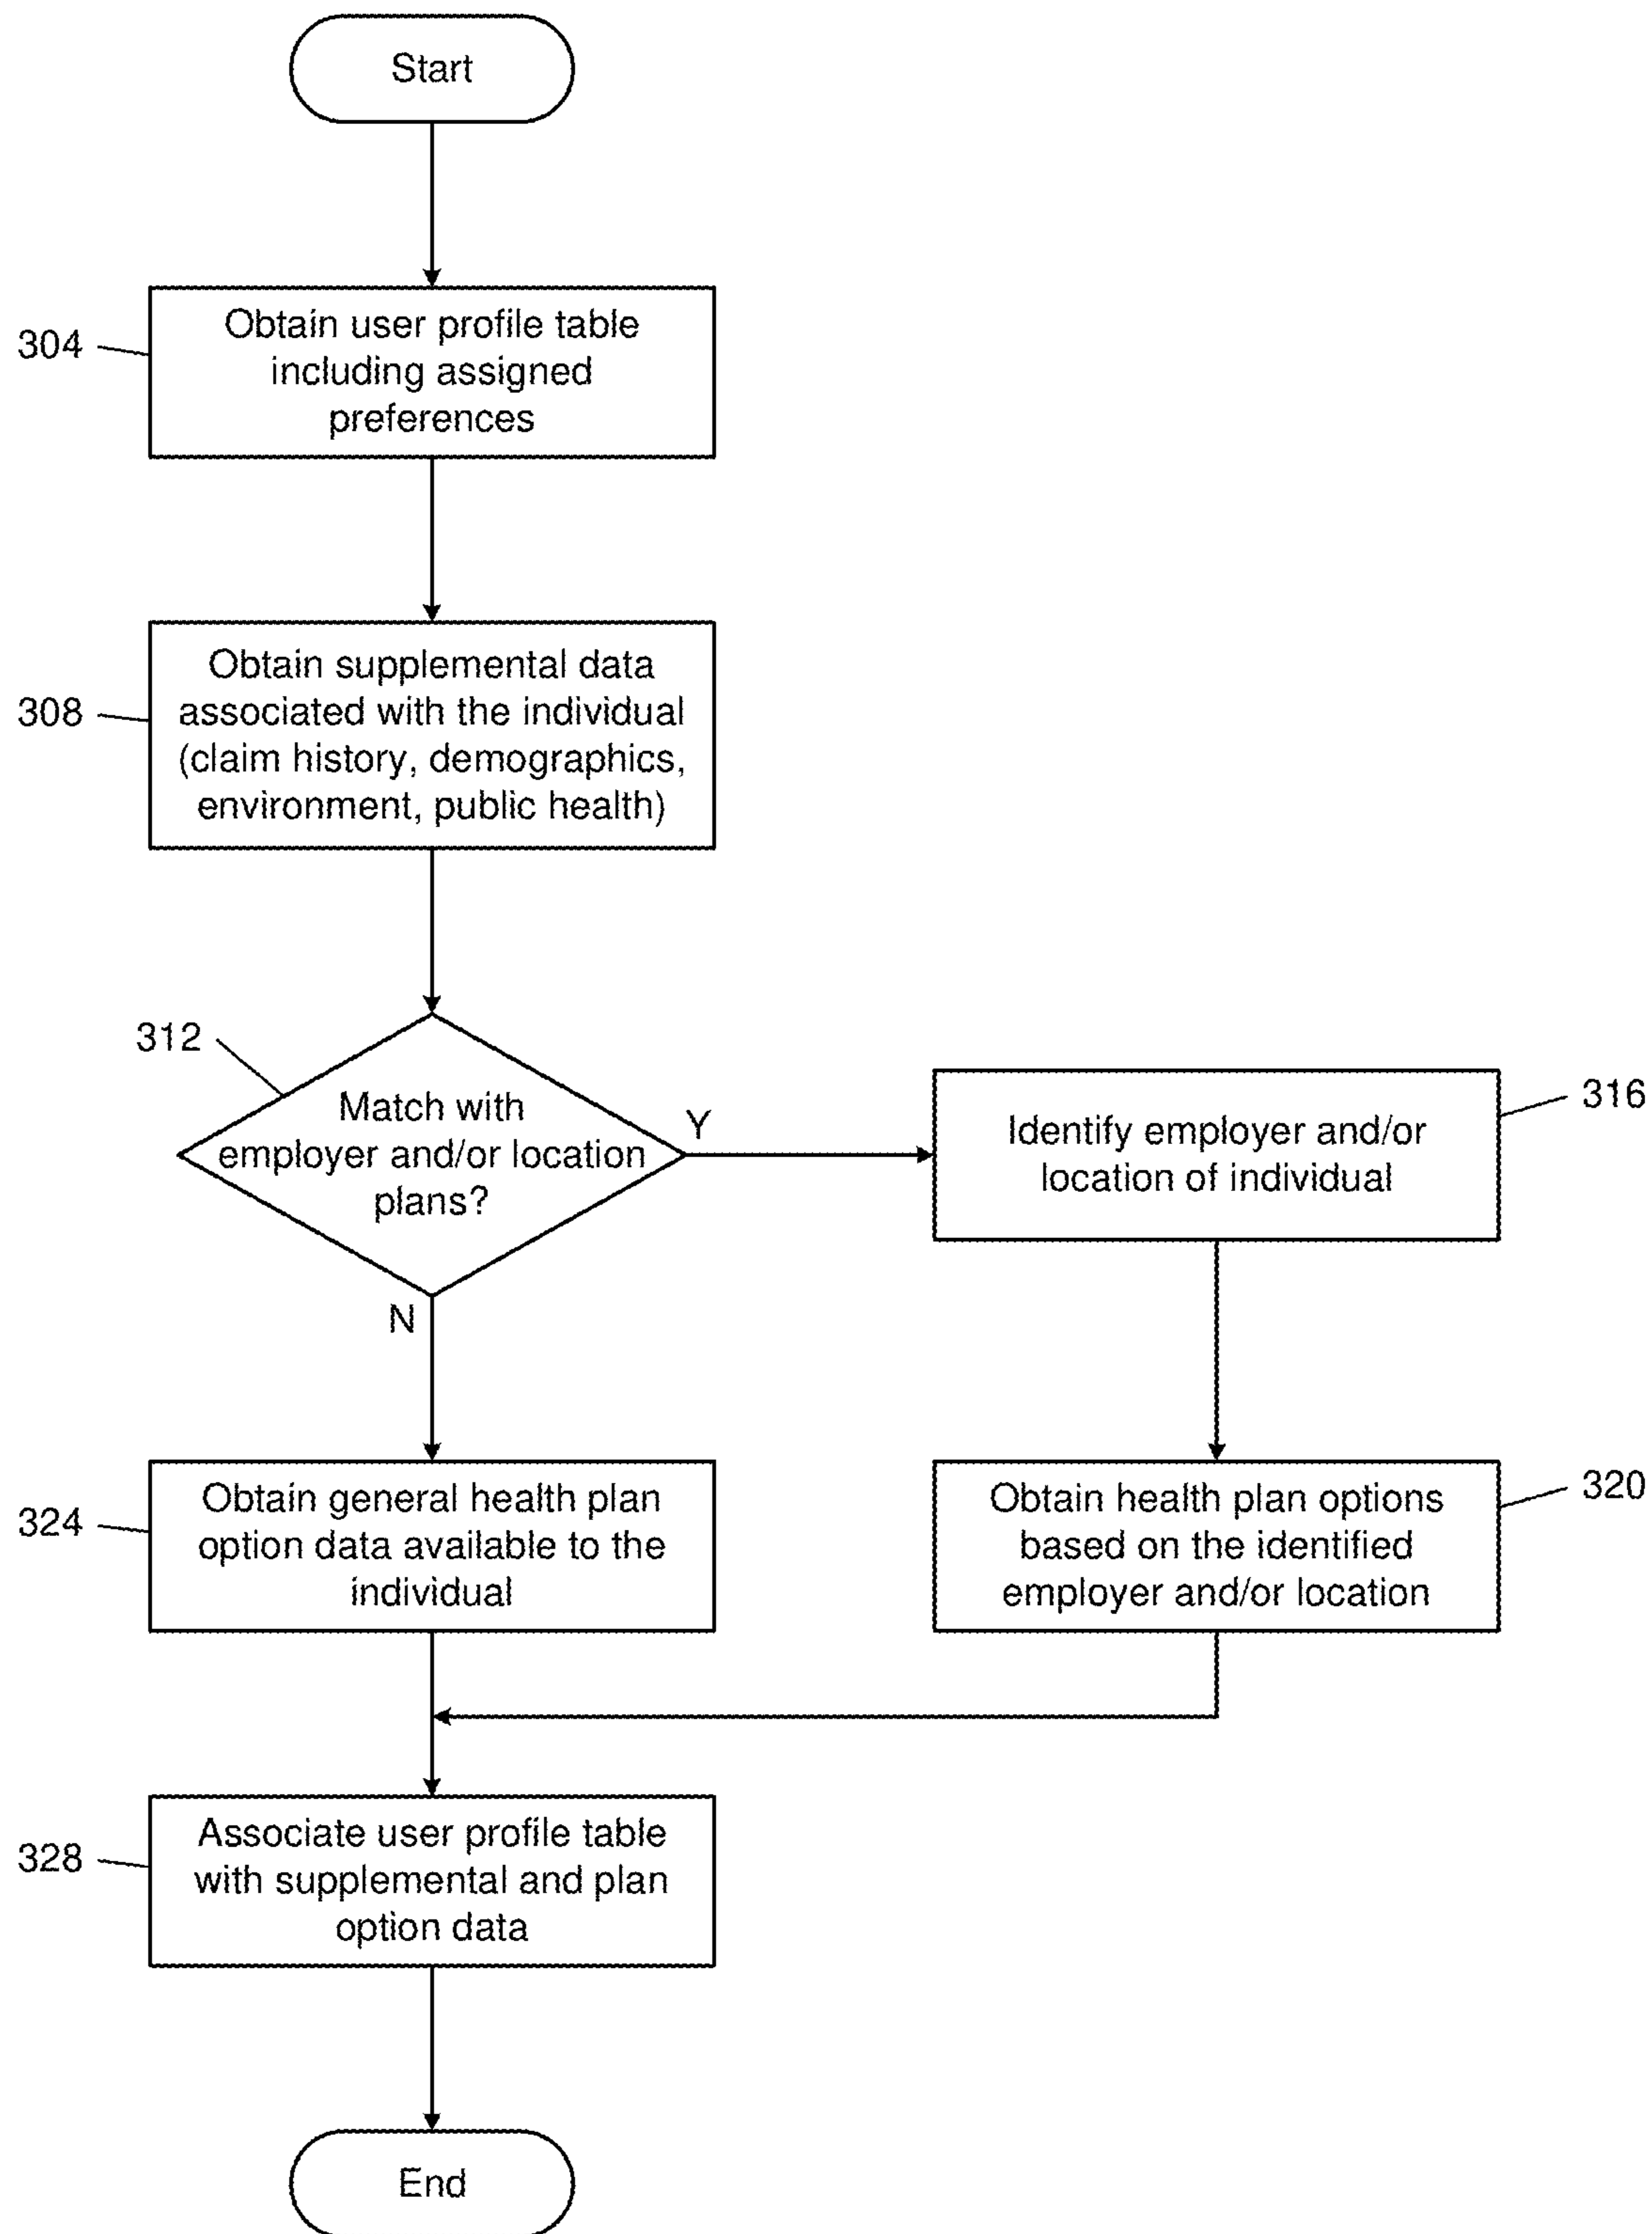 Start
304
Obtain user profile table
including assigned
preferences
308
Obtain supplemental data
associated with the individual
(claim history, demographics,
environment, public health)
312
Match with
employer and/or location
plans?
Y
N
316
Identify employer and/or
location of individual
324
Obtain general health plan
option data available to the
individual
320
Obtain health plan options
based on the identified
employer and/or location
328
Associate user profile table
with supplemental and plan
option data
End